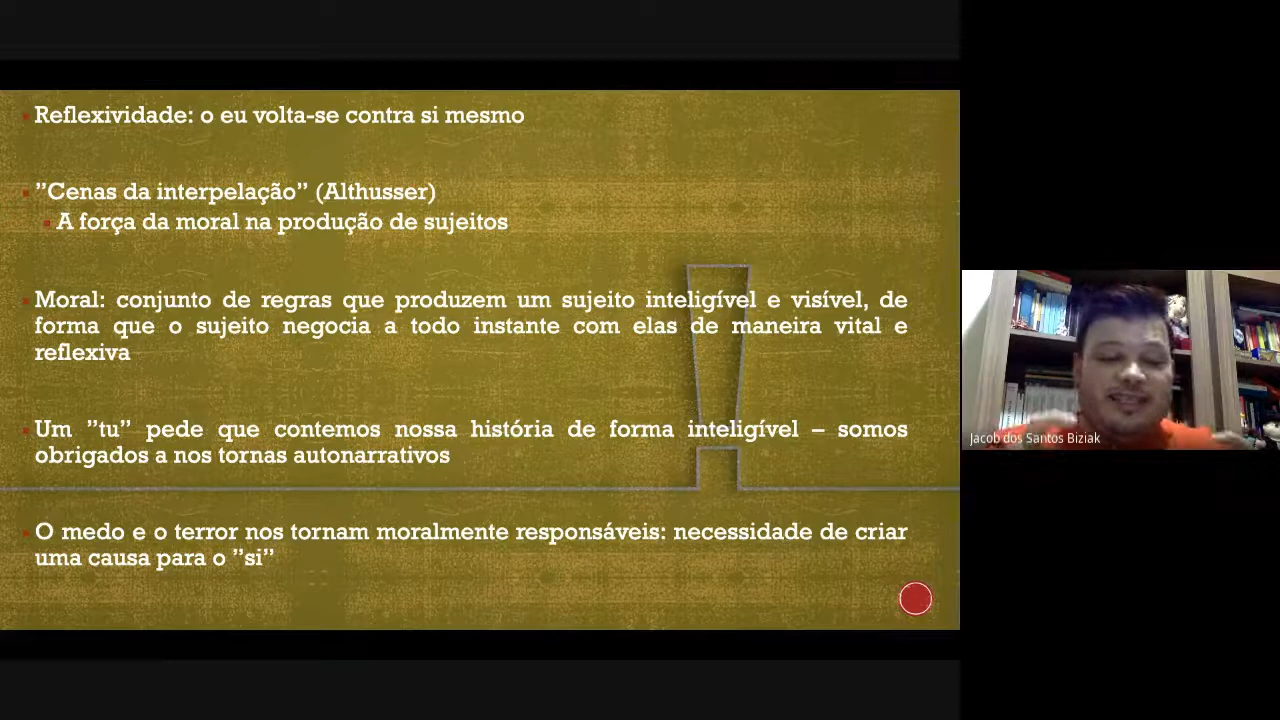 Reflexividade: o eu volta-se contra si mesmo
”Cenas da interpelação” (Althusser)
A força da moral na produção de sujeitos
Moral: conjunto de regras que produzem um sujeito inteligível e visível, de
forma que o sujeito negocia a todo instante com elas de maneira vital e
reflexiva
Um ”tu” pede que contemos nossa história de forma inteligível – somos
obrigados a nos tornas autonarrativos
O medo e o terror nos tornam moralmente responsáveis: necessidade de criar
uma causa para o ”si”
Jacob dos Santos Biziak